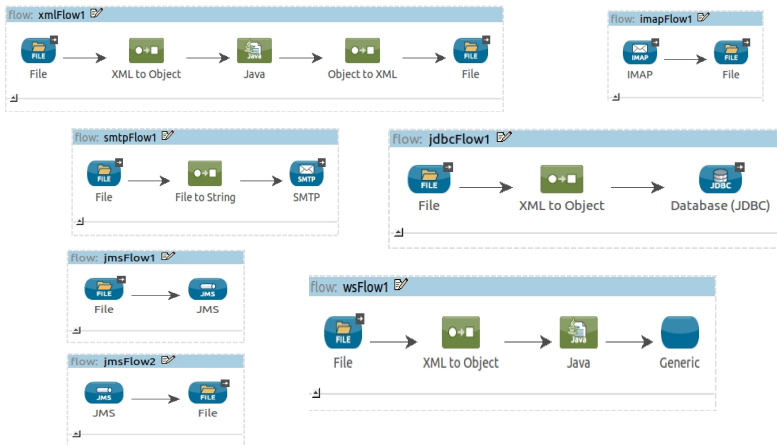 flow: xmlFlow1
FILE
Java
FILE
File
XML to Object
Java
Object to XML
File
flow: imapFlow1
IMAP
FILE
IMAP
File
flow: smtpFlow1
FILE
SMTP
File
File to String
SMTP
flow: jdbcFlow1
FILE
JDBC
File
XML to Object
Database (JDBC)
flow: jmsFlow1
FILE
JMS
File
JMS
flow: wsFlow1
FILE
Java
File
XML to Object
Java
Generic
flow: jmsFlow2
JMS
FILE
JMS
File